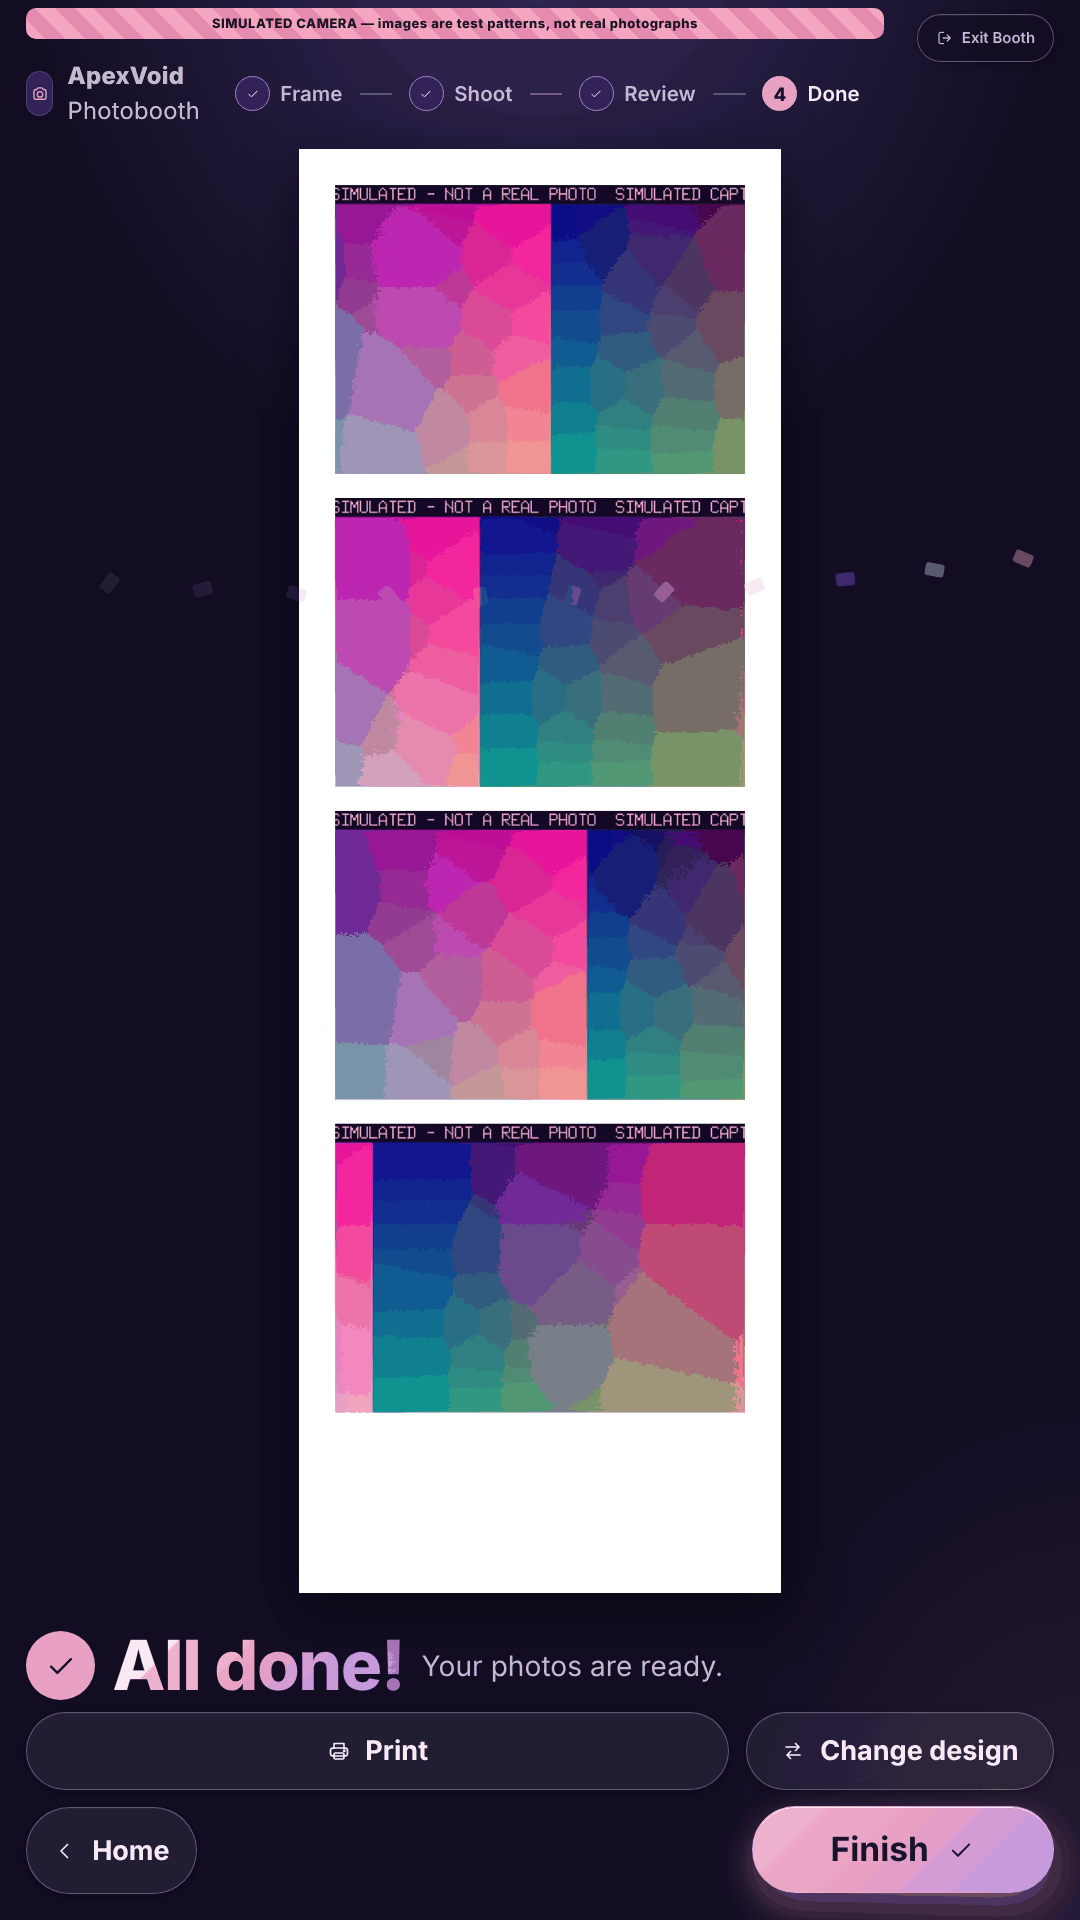 SIMULATED CAMERA — images are test patterns, not real photographs
Exit Booth
ApexVoid
Photobooth
Frame
Shoot
Review
4 Done
SIMULATED - NOT A REAL PHOTO SIMULATED CAPT
SIMULATED - NOT A REAL PHOTO SIMULATED CAPT
SIMULATED - NOT A REAL PHOTO SIMULATED CAPT
SIMULATED - NOT A REAL PHOTO SIMULATED CAPT
All done! Your photos are ready.
Print
Change design
Home
Finish